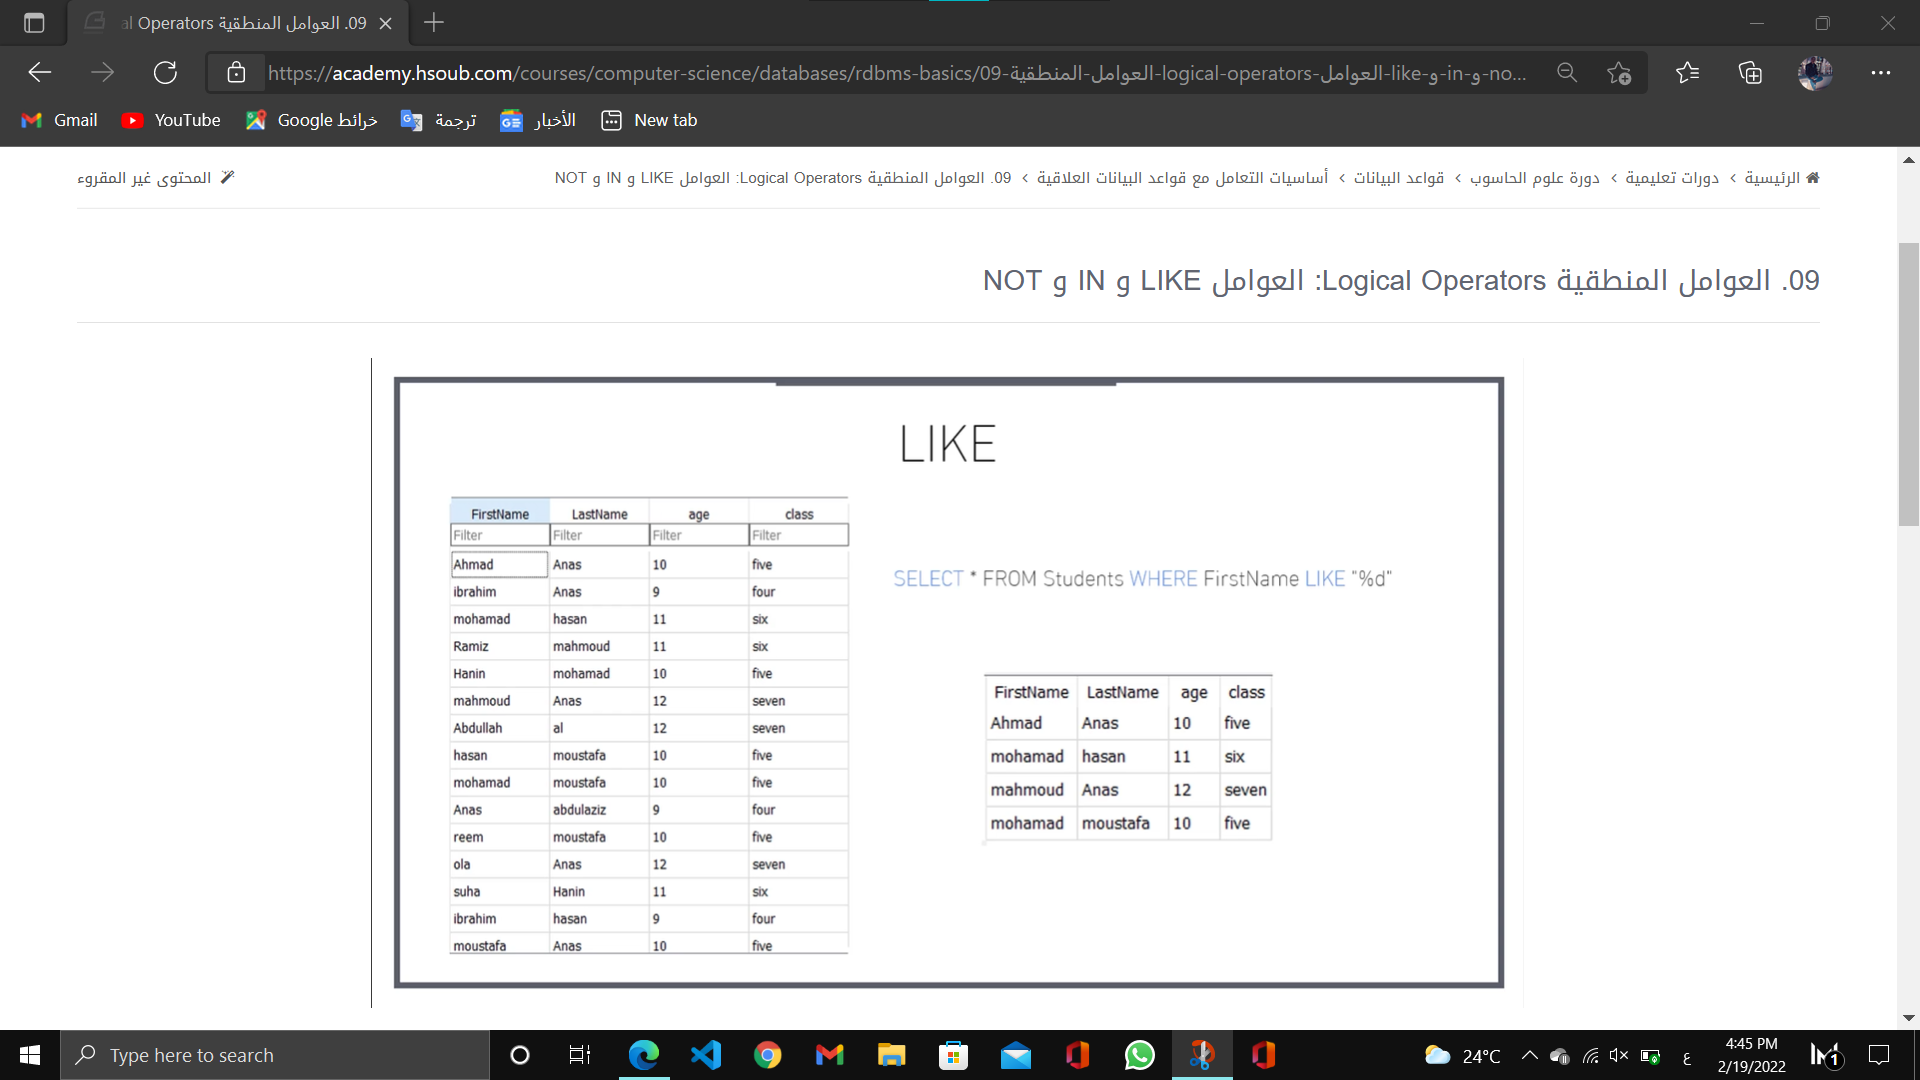 09. العوامل المنطقية al Operators
https://academy.hsoub.com/courses/computer-science/databases/rdbms-basics/09-العوامل-المنطقية-logical-operators-العوامل-like-و-in-و-no...
Gmail YouTube خرائط Google ترجمة الأخبار New tab
الرئيسية › دورات تعليمية › دورة علوم الحاسوب › قواعد البيانات › أساسيات التعامل مع قواعد البيانات العلاقية › 09. العوامل المنطقية Logical Operators: العوامل LIKE و IN و NOT
المحتوى غير المقروء
09. العوامل المنطقية Logical Operators: العوامل LIKE و IN و NOT
LIKE
FirstName LastName age class
Filter Filter Filter Filter
Ahmad Anas 10 five
ibrahim Anas 9 four
mohamad hasan 11 six
Ramiz mahmoud 11 six
Hanin mohamad 10 five
mahmoud Anas 12 seven
Abdullah al 12 seven
hasan moustafa 10 five
mohamad moustafa 10 five
Anas abdulaziz 9 four
reem moustafa 10 five
ola Anas 12 seven
suha Hanin 11 six
ibrahim hasan 9 four
moustafa Anas 10 five
SELECT * FROM Students WHERE FirstName LIKE "%d"
FirstName LastName age class
Ahmad Anas 10 five
mohamad hasan 11 six
mahmoud Anas 12 seven
mohamad moustafa 10 five
Type here to search
24°C
ع
4:45 PM
2/19/2022
1